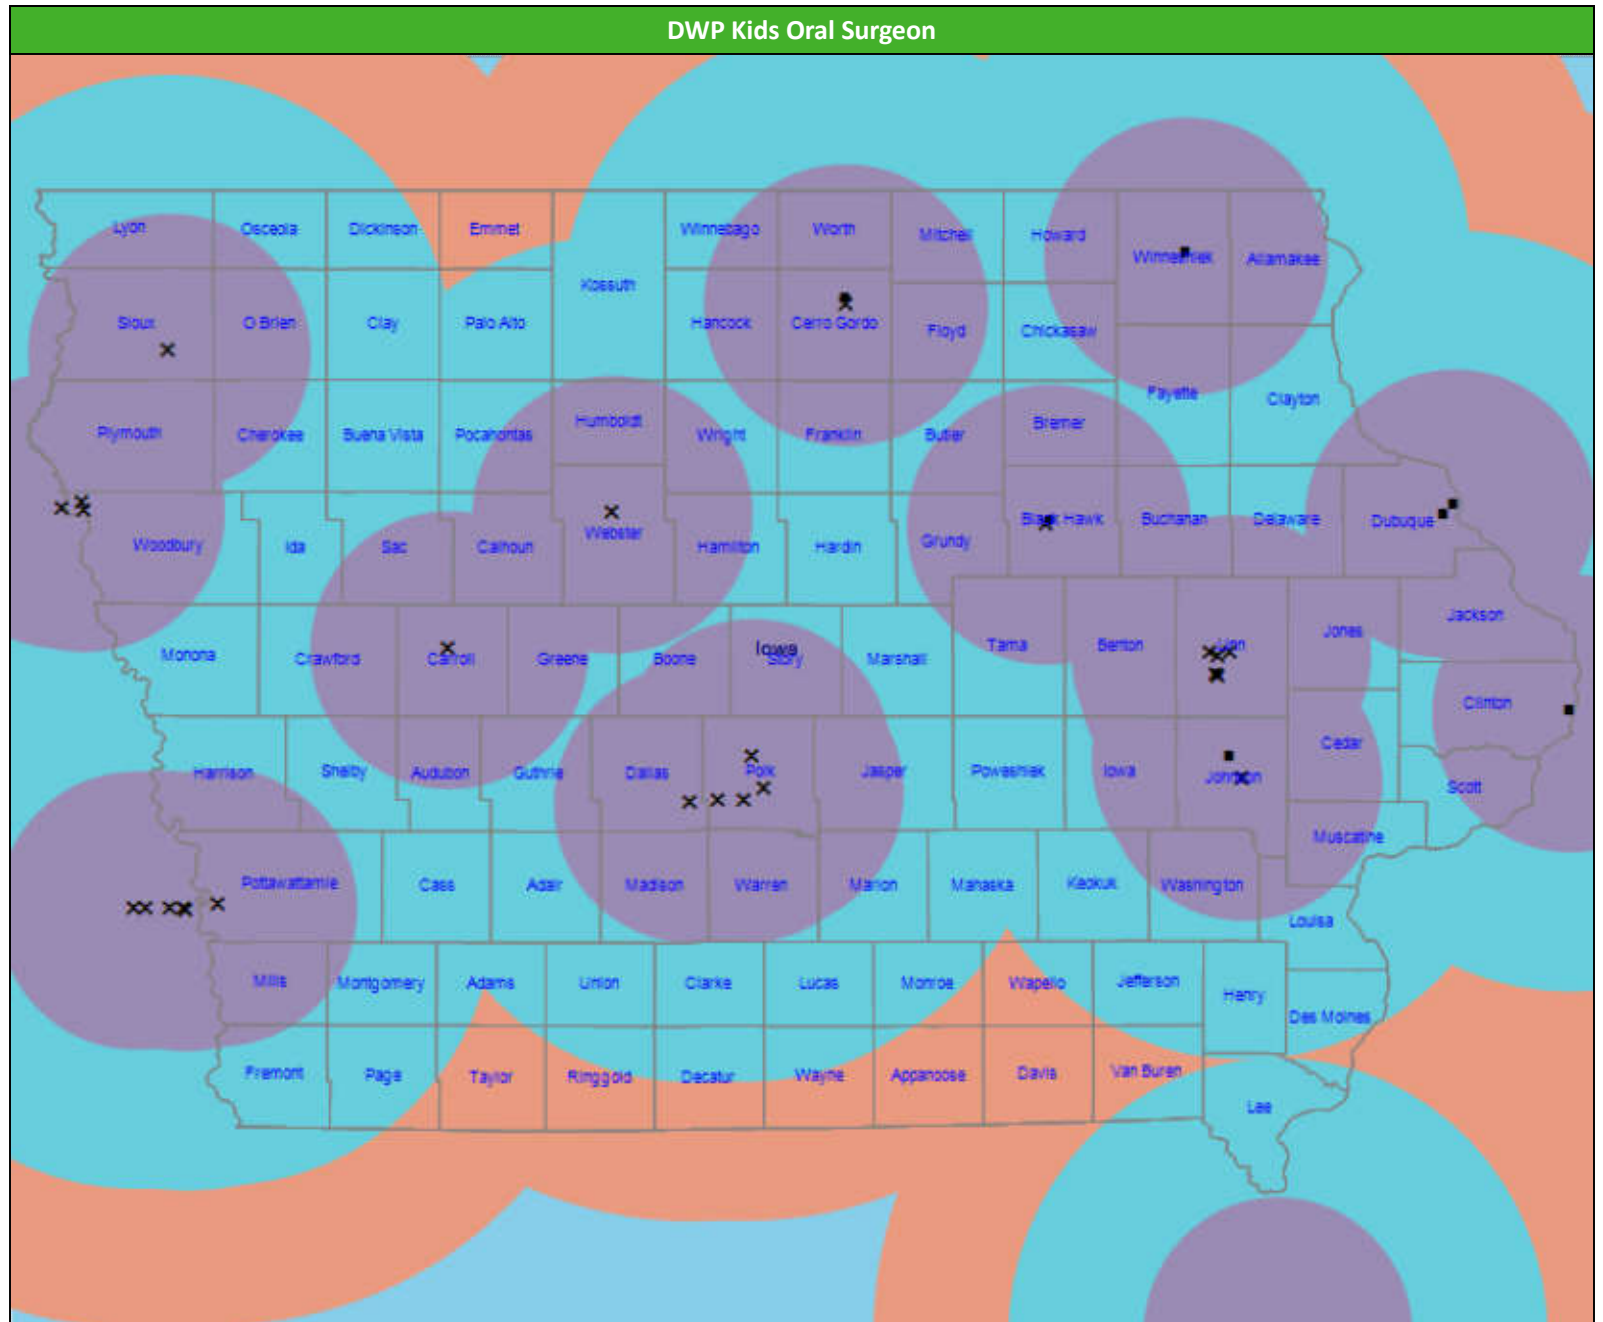 DWP Kids Oral Surgeon
Lyon Osceola Dickinson Emmet Winnebago Worth Mitchell Howard
Winneshiek Allamakee
Kossuth
Sioux O Brien Clay Palo Alto Hancock Cerro Gordo Floyd Chickasaw
Fayette Clayton
Plymouth Cherokee Buena Vista Pocahontas Humboldt Wright Franklin Butler Bremer
Woodbury Ida Sac Calhoun Webster Hamilton Hardin Grundy Black Hawk Buchanan Delaware Dubuque
Jackson
Monona Crawford Carroll Greene Boone Iowa Story Marshall Tama Benton Linn Jones
Clinton
Harrison Shelby Audubon Guthrie Dallas Polk Jasper Poweshiek Iowa Johnson Cedar
Scott
Muscatine
Pottawattamie Cass Adair Madison Warren Marion Mahaska Keokuk Washington
Louisa
Mills Montgomery Adams Union Clarke Lucas Monroe Wapello Jefferson Henry
Des Moines
Fremont Page Taylor Ringgold Decatur Wayne Appanoose Davis Van Buren
Lee